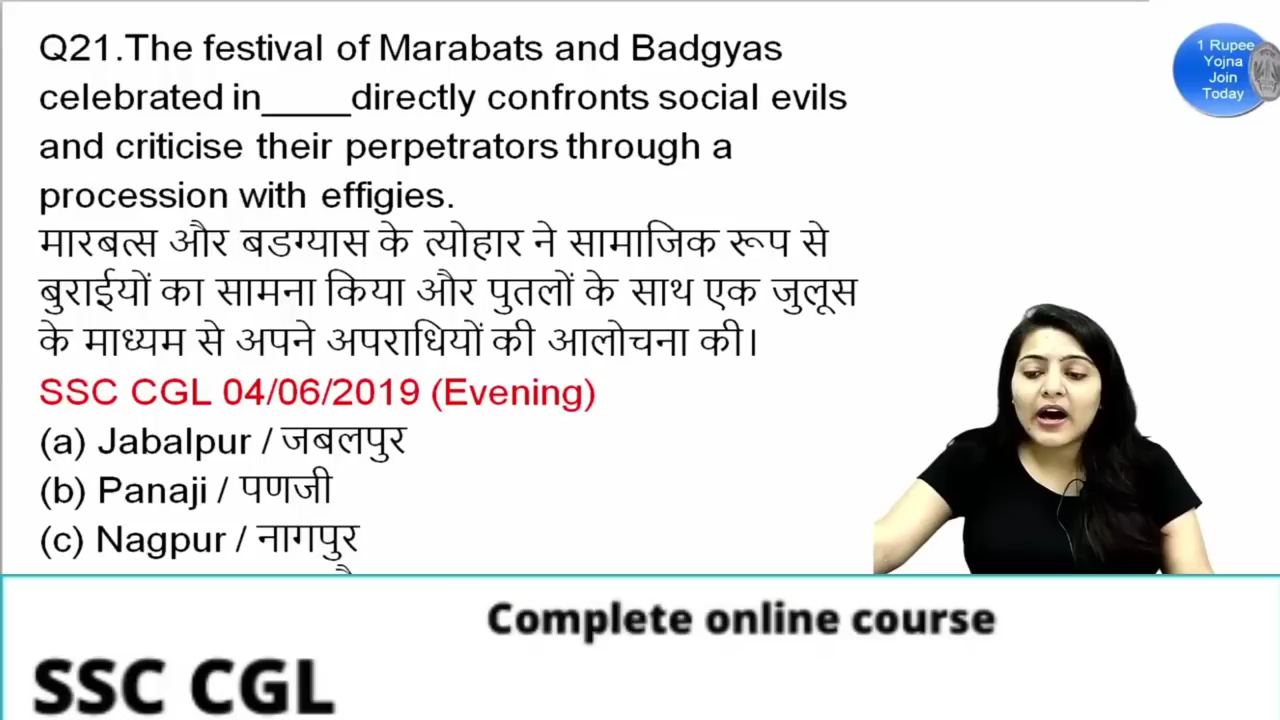 Q21.The festival of Marabats and Badgyas
celebrated in____directly confronts social evils
and criticise their perpetrators through a
procession with effigies.
मारबत्स और बडग्यास के त्योहार ने सामाजिक रूप से
बुराईयों का सामना किया और पुतलों के साथ एक जुलूस
के माध्यम से अपने अपराधियों की आलोचना की।
SSC CGL 04/06/2019 (Evening)
(a) Jabalpur / जबलपुर
(b) Panaji / पणजी
(c) Nagpur / नागपुर
1 Rupee
Yojna
Join
Today
Complete online course
SSC CGL